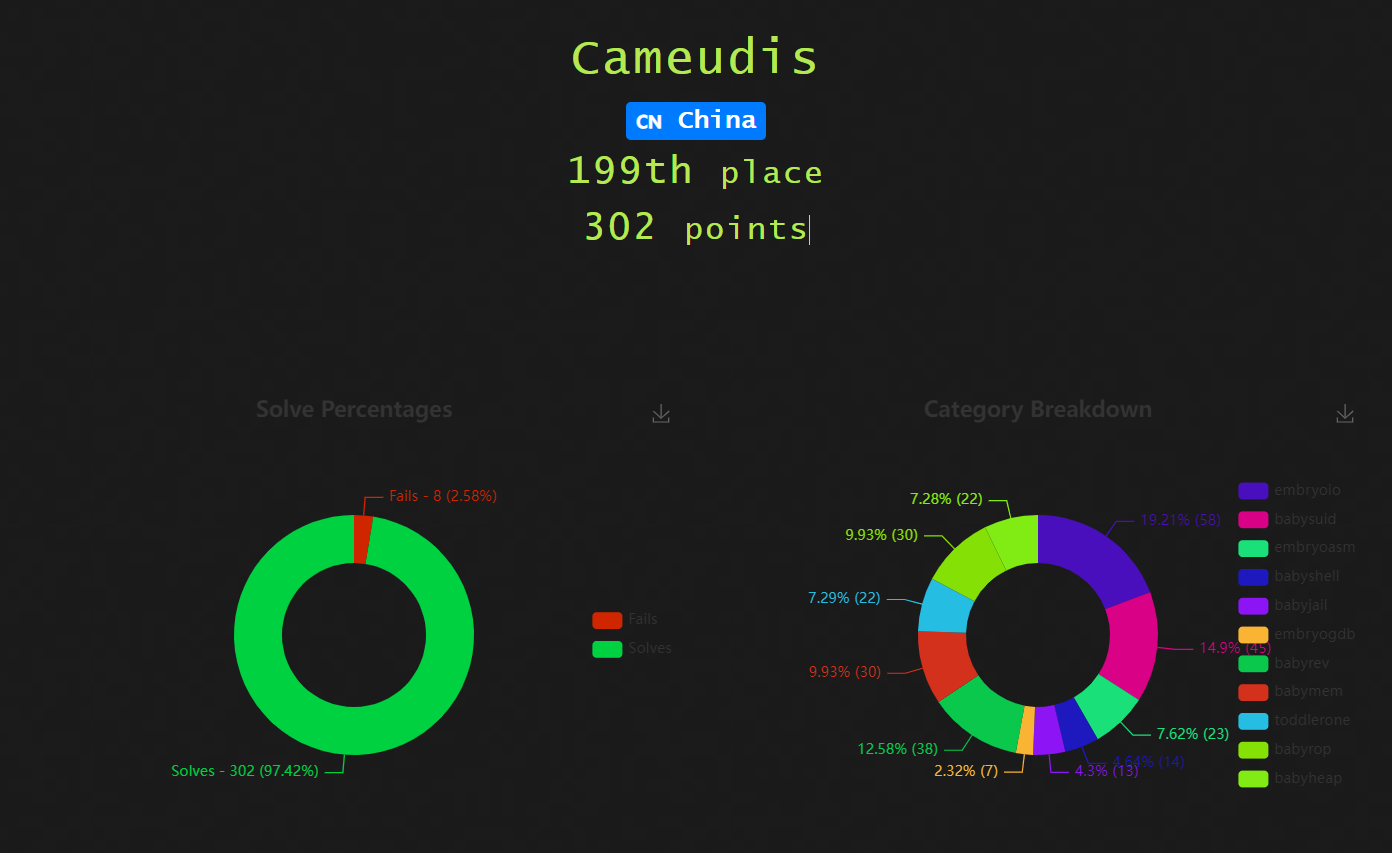 Cameudis
CN China
199th place
302 points
Solve Percentages
Fails - 8 (2.58%)
Solves - 302 (97.42%)
Fails
Solves
Category Breakdown
7.28% (22)
9.93% (30)
7.29% (22)
9.93% (30)
12.58% (38)
2.32% (7)
4.3% (13)
4.64% (14)
7.62% (23)
14.9% (45)
19.21% (58)
embryoio
babysuid
embryoasm
babyshell
babyjail
embryogdb
babyrev
babymem
toddlerone
babyrop
babyheap